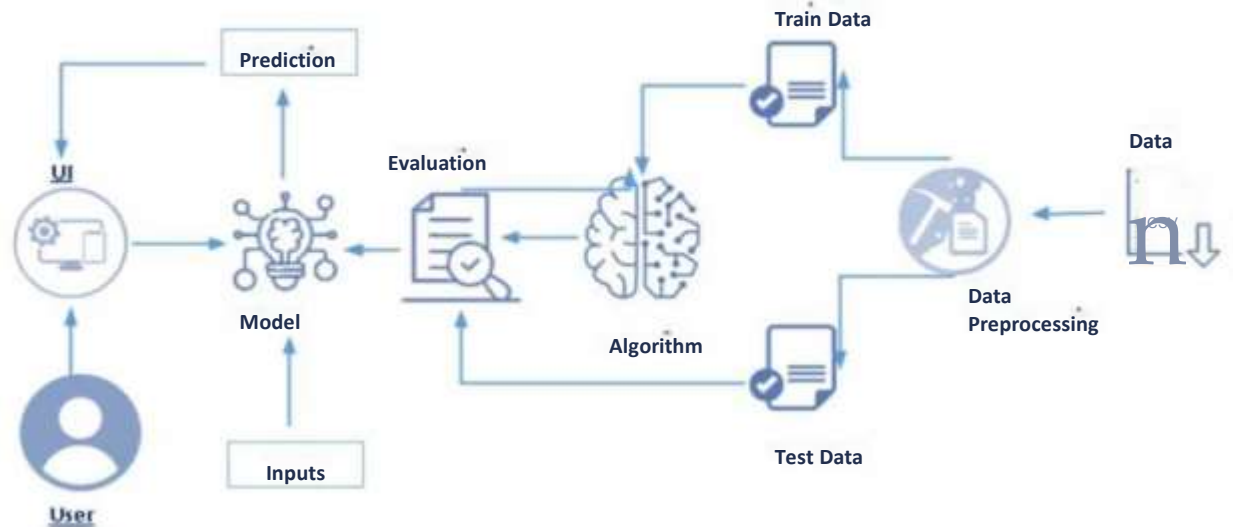 Train Data
Prediction
Data
Evaluation
UI
n
Data
Preprocessing
Model
Algorithm
Test Data
Inputs
User